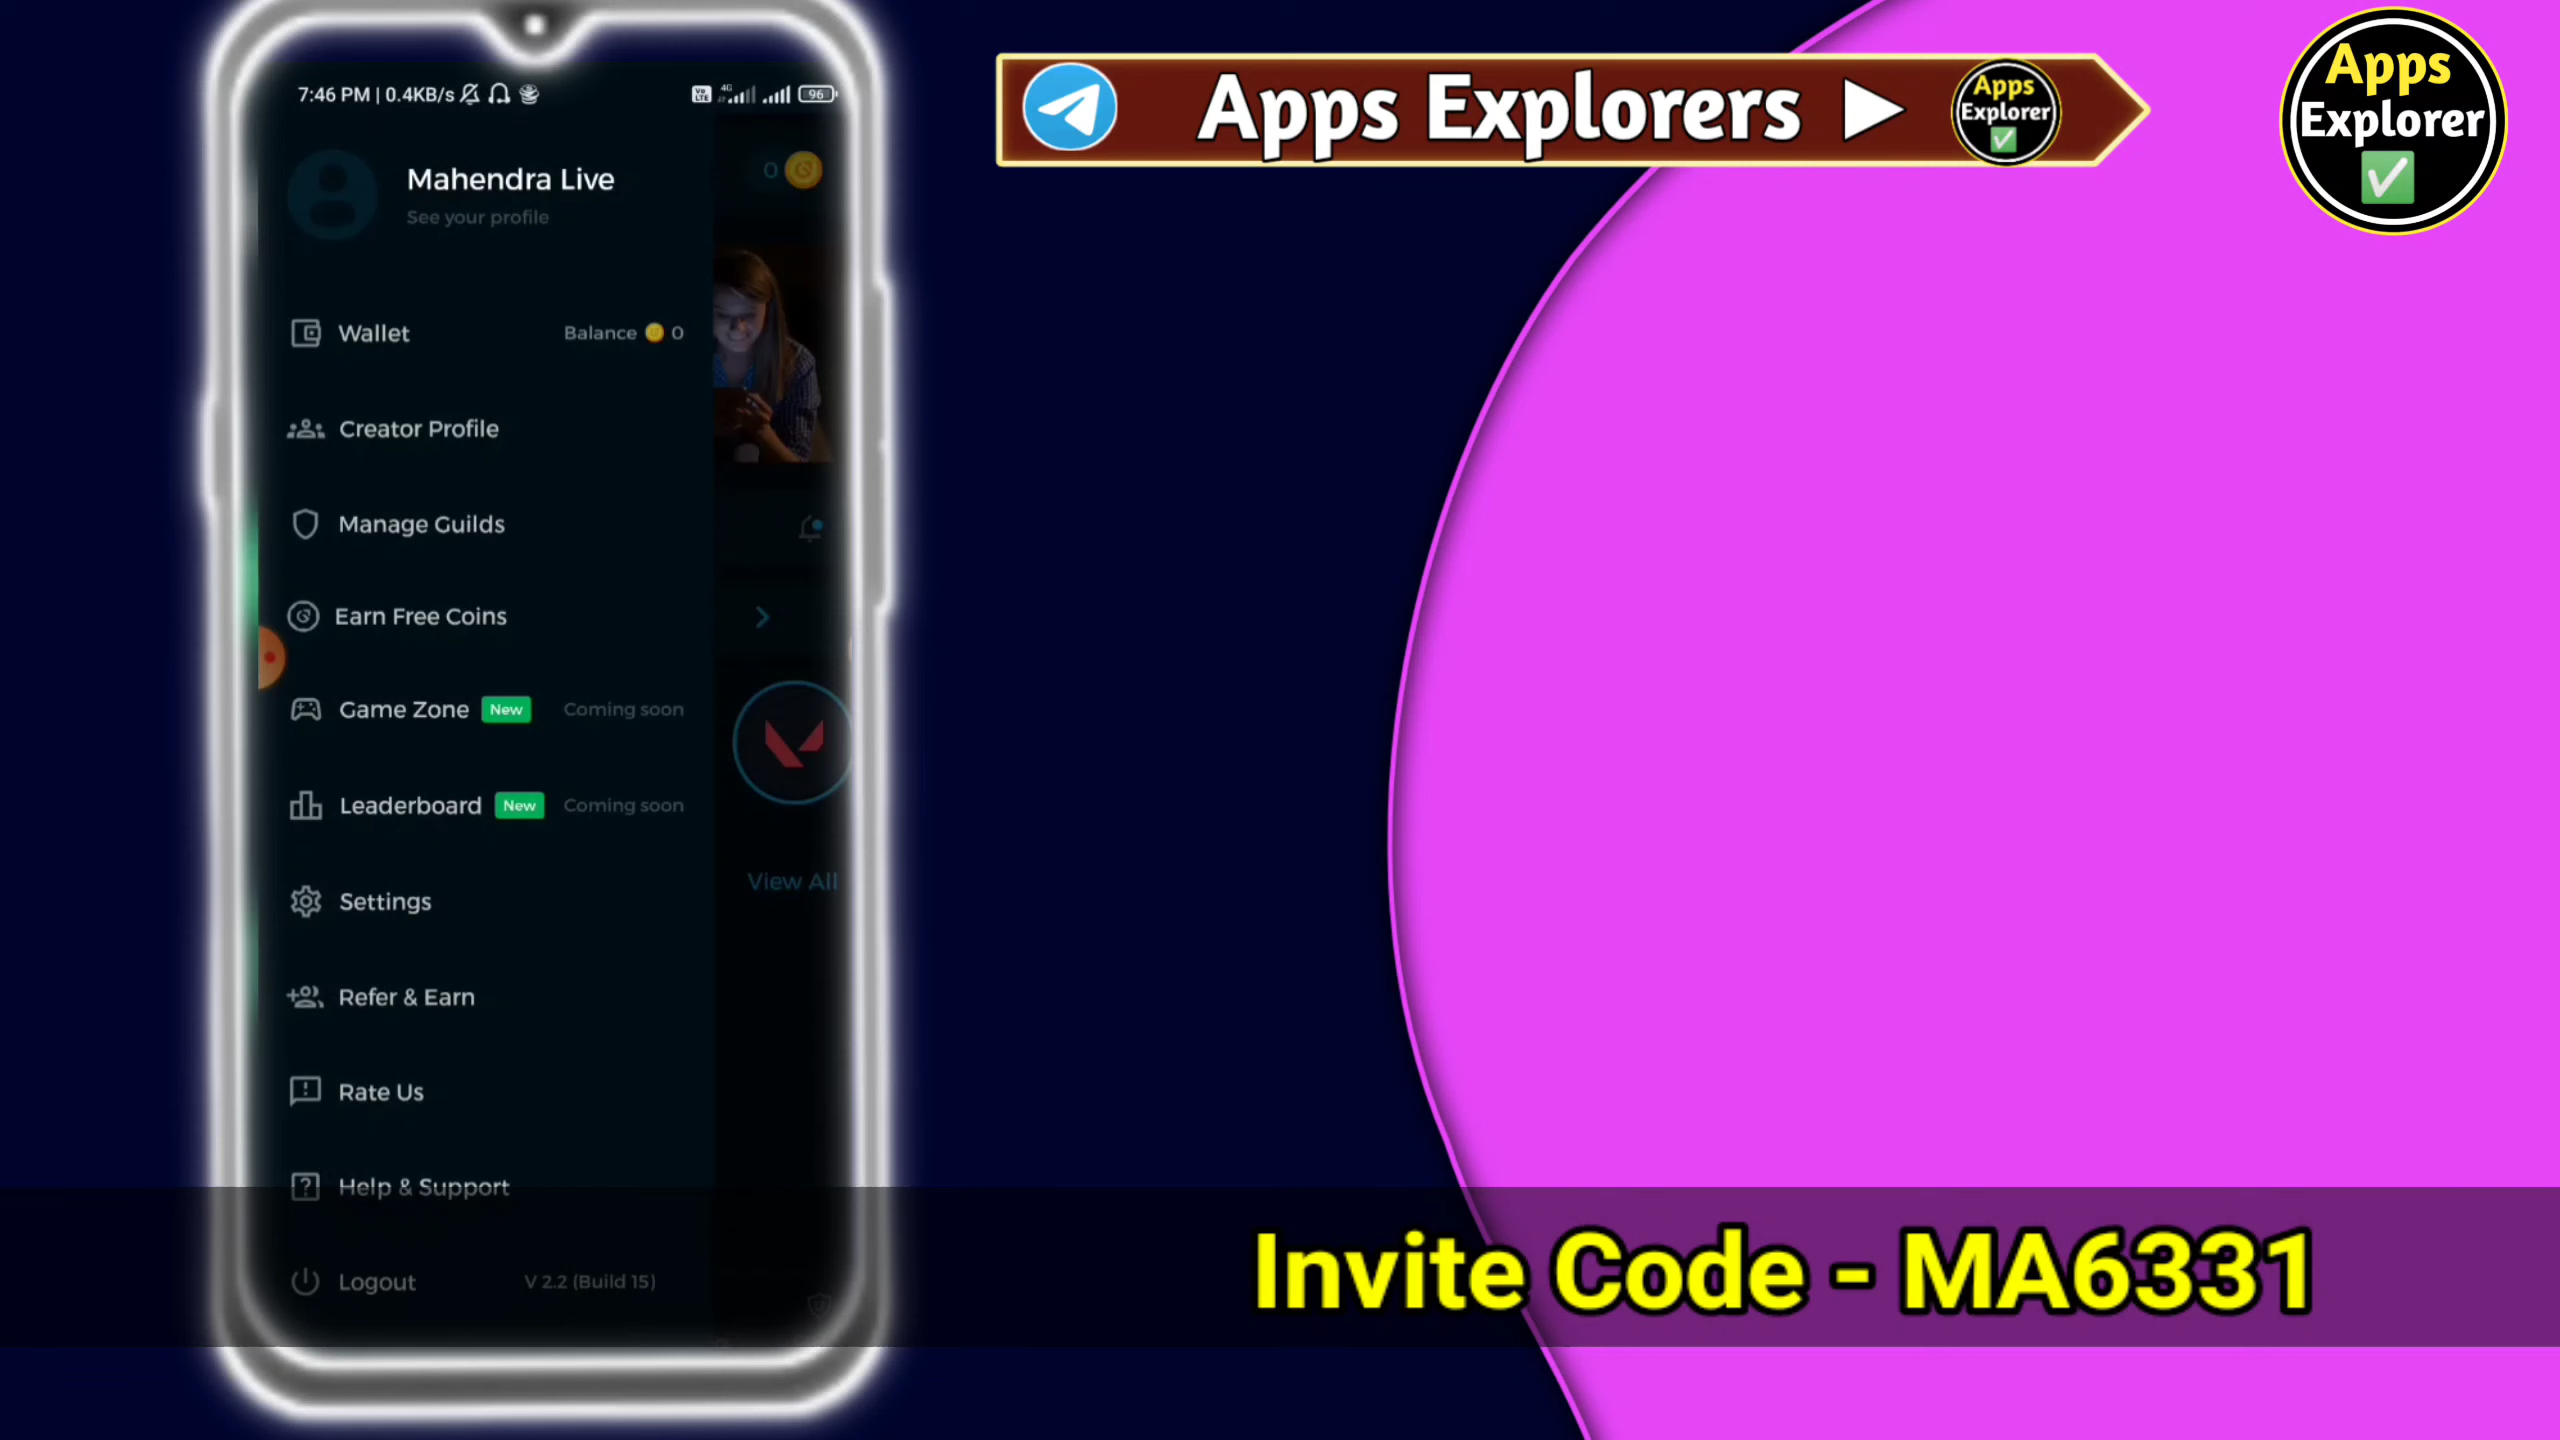 7:46 PM | 0.4KB/s
4G
96
Apps Explorers
Apps
Explorer
Apps
Explorer
Mahendra Live
See your profile
0
Wallet
Balance 0
Creator Profile
Manage Guilds
Earn Free Coins
Game Zone New Coming soon
Leaderboard New Coming soon
View All
Settings
Refer & Earn
Rate Us
Help & Support
Logout V 2.2 (Build 15)
Invite Code - MA6331